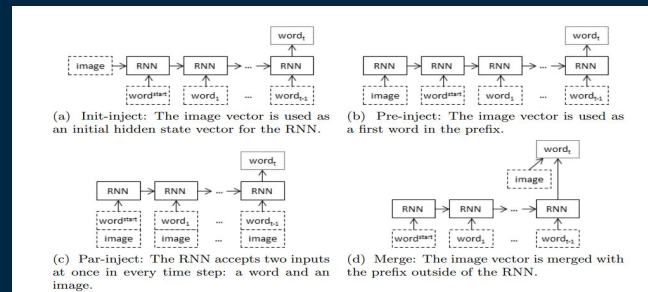 word_t
image RNN RNN ... RNN
word^start word_1 ... word_t-1
(a) Init-inject: The image vector is used as
an initial hidden state vector for the RNN.
word_t
RNN RNN RNN ... RNN
image word^start word_1 ... word_t-1
(b) Pre-inject: The image vector is used as
a first word in the prefix.
word_t
RNN RNN ... RNN
word^start word_1 ... word_t-1
image image ... image
(c) Par-inject: The RNN accepts two inputs
at once in every time step: a word and an
image.
word_t
image
RNN RNN ... RNN
word^start word_1 ... word_t-1
(d) Merge: The image vector is merged with
the prefix outside of the RNN.